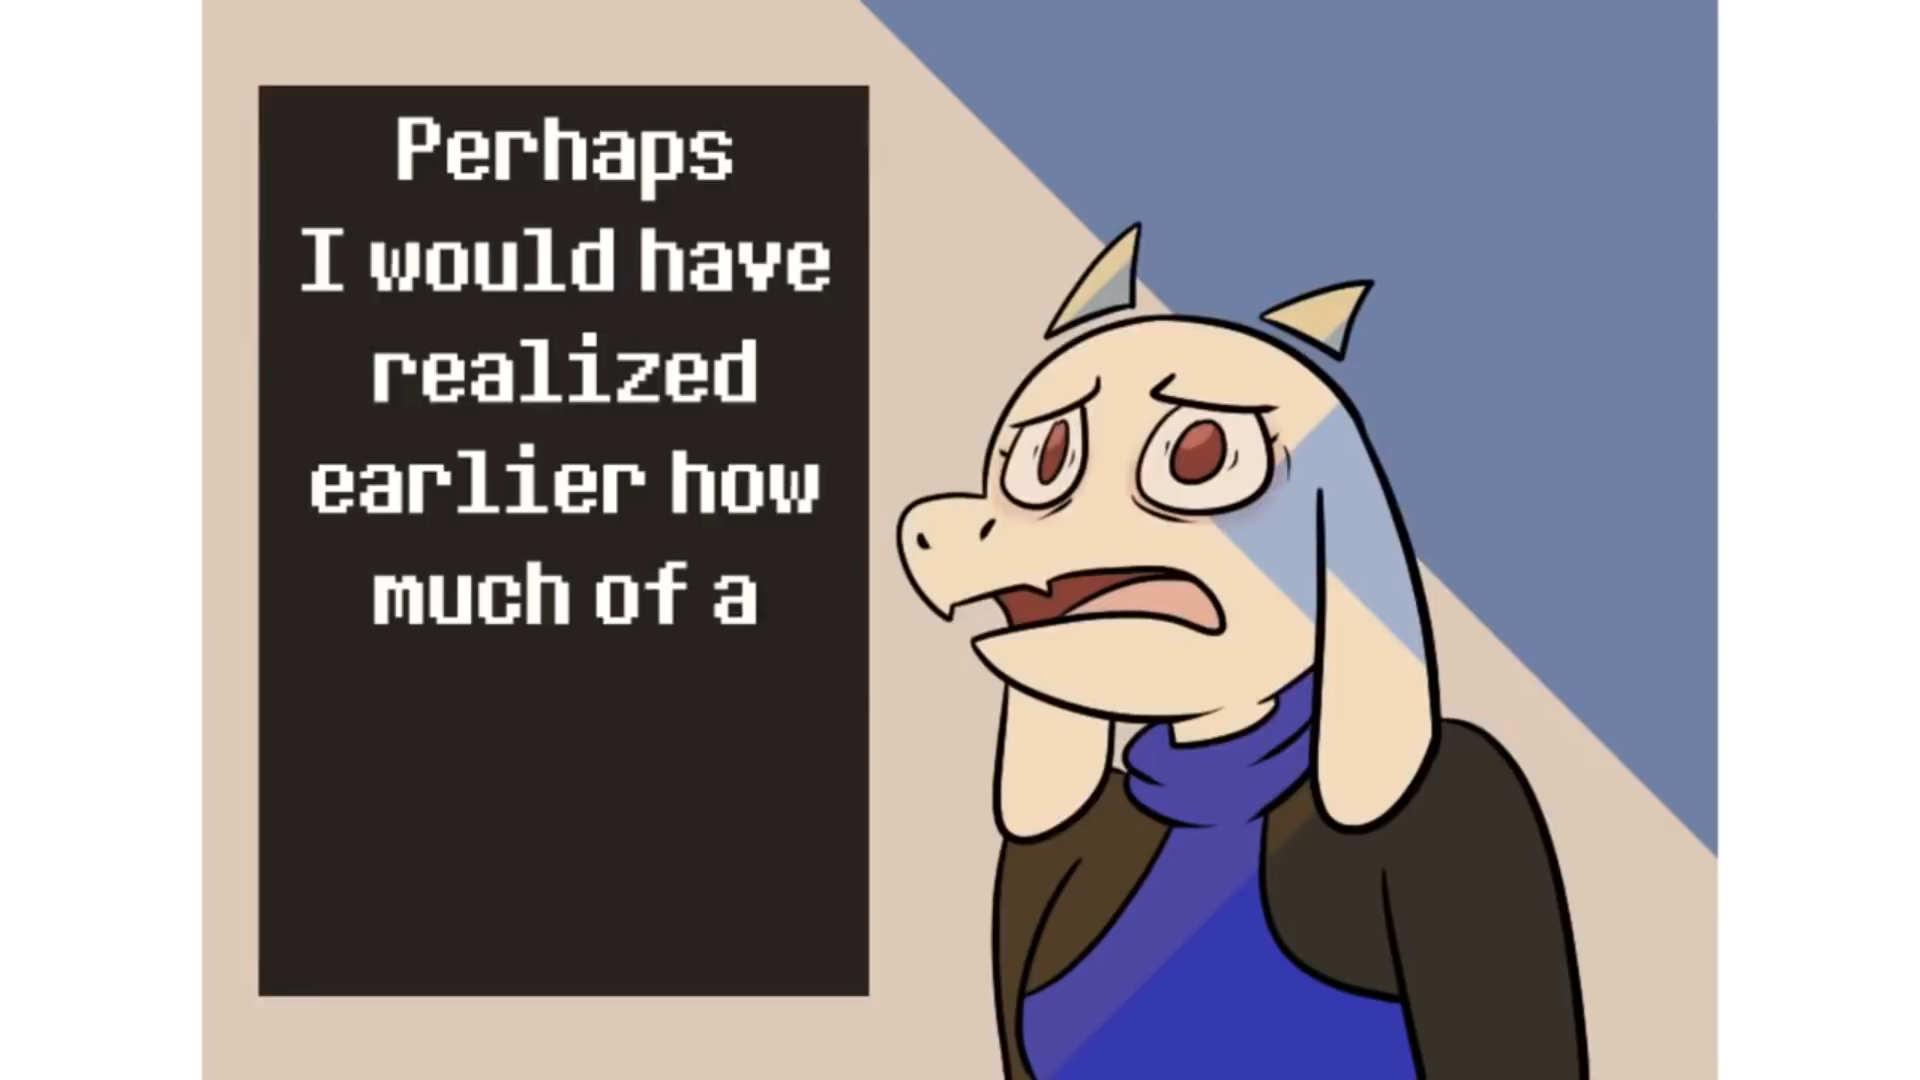 Perhaps
I would have
realized
earlier how
much of a